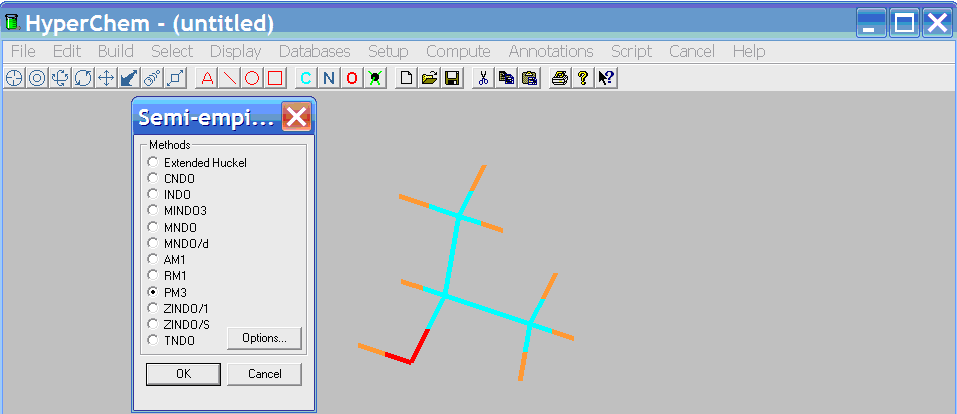 HyperChem - (untitled)
File Edit Build Select Display Databases Setup Compute Annotations Script Cancel Help
A C N O ? ?
Semi-empi...
Methods
Extended Huckel
CNDO
INDO
MINDO3
MNDO
MNDO/d
AM1
RM1
PM3
ZINDO/1
ZINDO/S
TNDO
Options...
OK Cancel